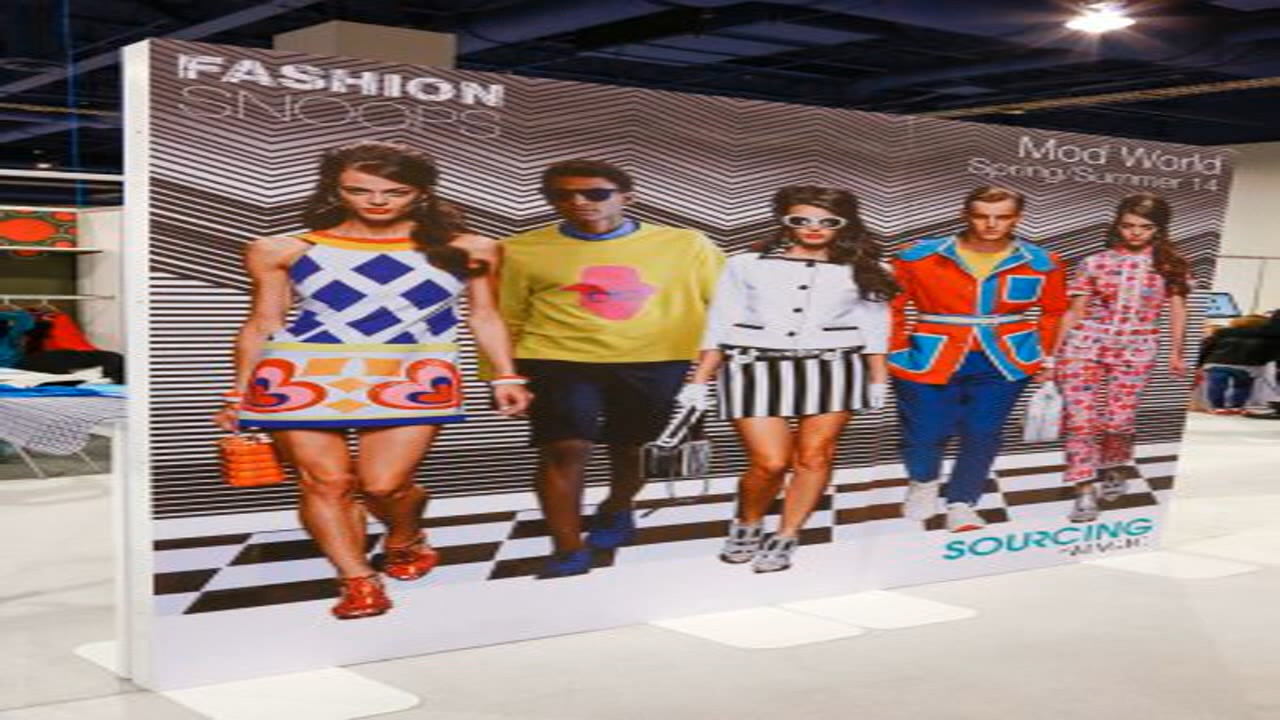 FASHION
SNOOPS
Mod World
Spring/Summer 14
SOURCING